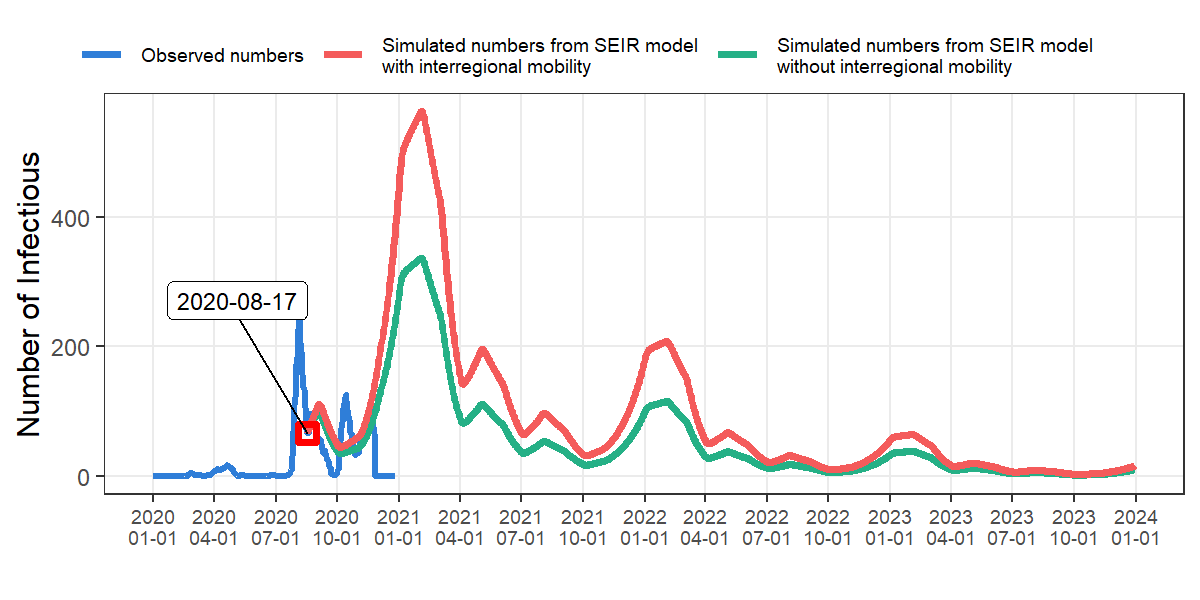 Observed numbers
Simulated numbers from SEIR model
with interregional mobility
Simulated numbers from SEIR model
without interregional mobility
Number of Infectious
400
200
0
2020-08-17
2020 2020 2020 2020 2021 2021 2021 2021 2022 2022 2022 2022 2023 2023 2023 2023 2024
01-01 04-01 07-01 10-01 01-01 04-01 07-01 10-01 01-01 04-01 07-01 10-01 01-01 04-01 07-01 10-01 01-01